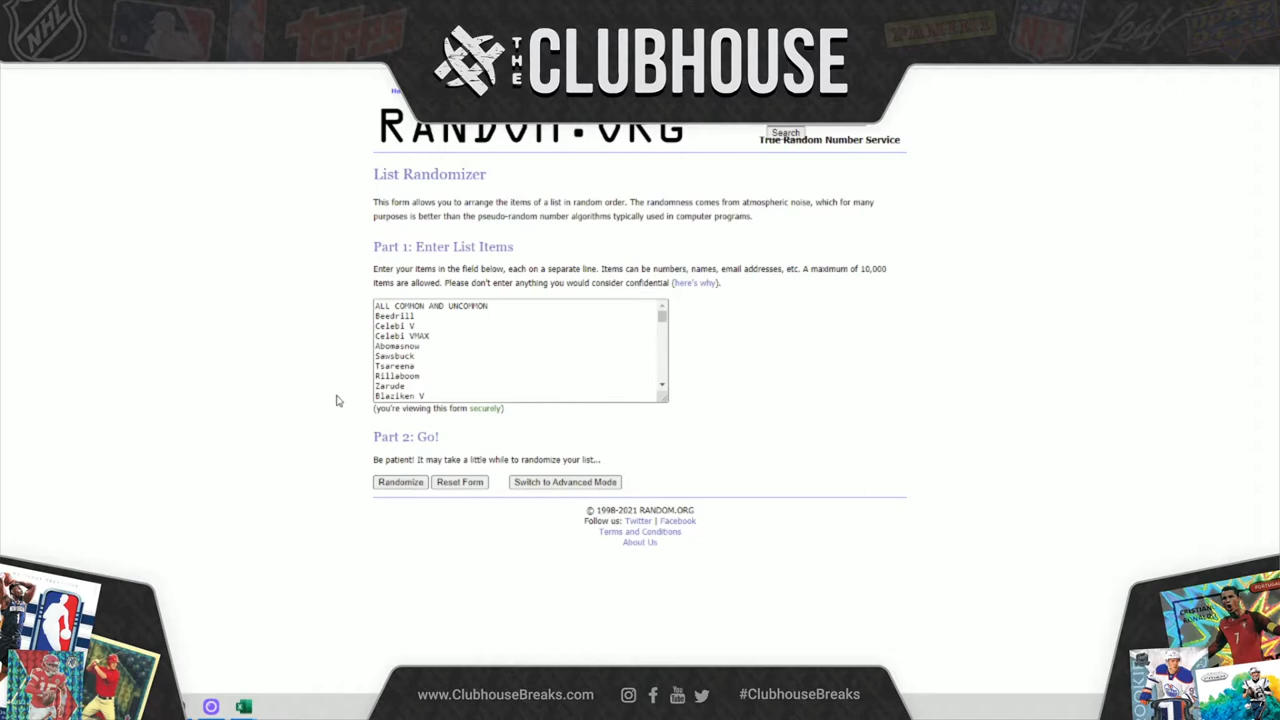 THE CLUBHOUSE
RANDOM.ORG
Search
True Random Number Service
List Randomizer
This form allows you to arrange the items of a list in random order. The randomness comes from atmospheric noise, which for many
purposes is better than the pseudo-random number algorithms typically used in computer programs.
Part 1: Enter List Items
Enter your items in the field below, each on a separate line. Items can be numbers, names, email addresses, etc. A maximum of 10,000
items are allowed. Please don't enter anything you would consider confidential (here's why).
ALL COMMON AND UNCOMMON
Beedrill
Celebi V
Celebi VMAX
Abomasnow
Sawsbuck
Tsareena
Rillaboom
Zarude
Blaziken V
(you're viewing this form securely)
Part 2: Go!
Be patient! It may take a little while to randomize your list...
Randomize Reset Form Switch to Advanced Mode
© 1998-2021 RANDOM.ORG
Follow us: Twitter | Facebook
Terms and Conditions
About Us
CRISTIANO RONALDO
PORTUGAL
7
www.ClubhouseBreaks.com
#ClubhouseBreaks